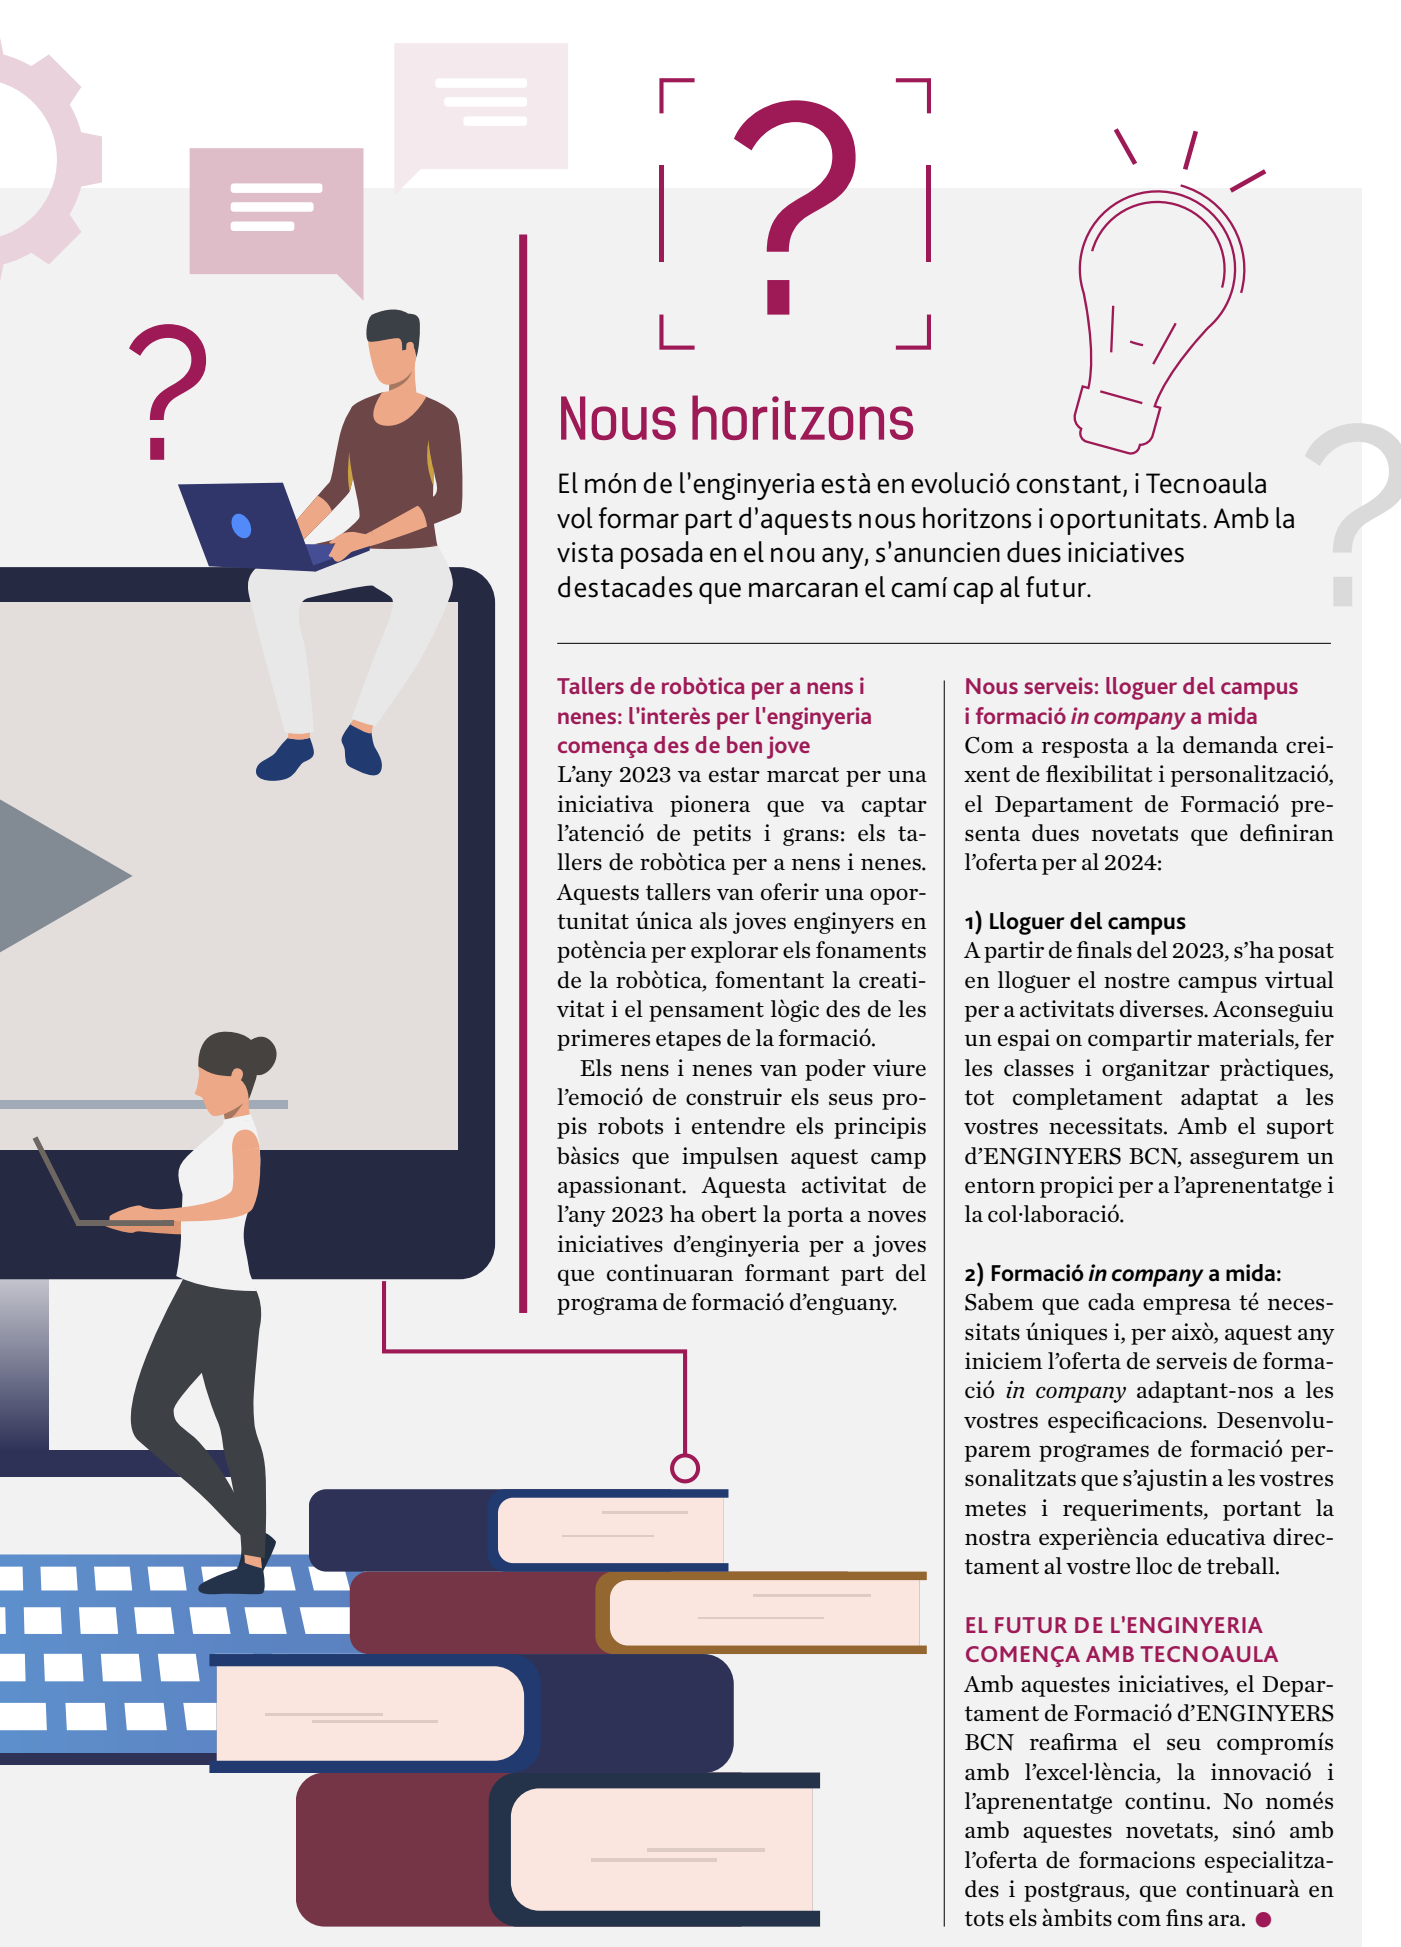 Nous horitzons
El món de l’enginyeria està en evolució constant, i Tecnoaula
vol formar part d’aquests nous horitzons i oportunitats. Amb la
vista posada en el nou any, s’anuncien dues iniciatives
destacades que marcaran el camí cap al futur.
Tallers de robòtica per a nens i
nenes: l’interès per l'enginyeria
comença des de ben jove
L’any 2023 va estar marcat per una
iniciativa pionera que va captar
l’atenció de petits i grans: els ta-
llers de robòtica per a nens i nenes.
Aquests tallers van oferir una opor-
tunitat única als joves enginyers en
potència per explorar els fonaments
de la robòtica, fomentant la creati-
vitat i el pensament lògic des de les
primeres etapes de la formació.
Els nens i nenes van poder viure
l’emoció de construir els seus pro-
pis robots i entendre els principis
bàsics que impulsen aquest camp
apassionant. Aquesta activitat de
l’any 2023 ha obert la porta a noves
iniciatives d’enginyeria per a joves
que continuaran formant part del
programa de formació d’enguany.
Nous serveis: lloguer del campus
i formació in company a mida
Com a resposta a la demanda crei-
xent de flexibilitat i personalització,
el Departament de Formació pre-
senta dues novetats que definiran
l’oferta per al 2024:
1) Lloguer del campus
A partir de finals del 2023, s’ha posat
en lloguer el nostre campus virtual
per a activitats diverses. Aconseguiu
un espai on compartir materials, fer
les classes i organitzar pràctiques,
tot completament adaptat a les
vostres necessitats. Amb el suport
d’ENGINYERS BCN, assegurem un
entorn propici per a l’aprenentatge i
la col·laboració.
2) Formació in company a mida:
Sabem que cada empresa té neces-
sitats úniques i, per això, aquest any
iniciem l’oferta de serveis de forma-
ció in company adaptant-nos a les
vostres especificacions. Desenvolu-
parem programes de formació per-
sonalitzats que s’ajustin a les vostres
metes i requeriments, portant la
nostra experiència educativa direc-
tament al vostre lloc de treball.
EL FUTUR DE L’ENGINYERIA
COMENÇA AMB TECNOAULA
Amb aquestes iniciatives, el Depar-
tament de Formació d’ENGINYERS
BCN reafirma el seu compromís
amb l’excel·lència, la innovació i
l’aprenentatge continu. No només
amb aquestes novetats, sinó amb
l’oferta de formacions especialitza-
des i postgraus, que continuarà en
tots els àmbits com fins ara.